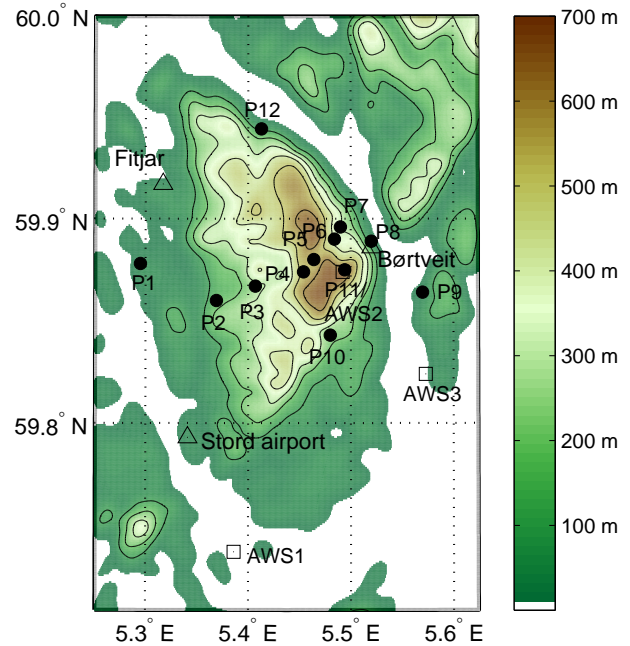 60.0° N
700 m
P12
600 m
Fitjar
500 m
59.9° N
P7
P6
P8
P5
Børtveit
P4
P11
P1
P9
400 m
P2
P3
AWS2
P10
300 m
AWS3
59.8° N
Stord airport
200 m
100 m
AWS1
5.3° E
5.4° E
5.5° E
5.6° E